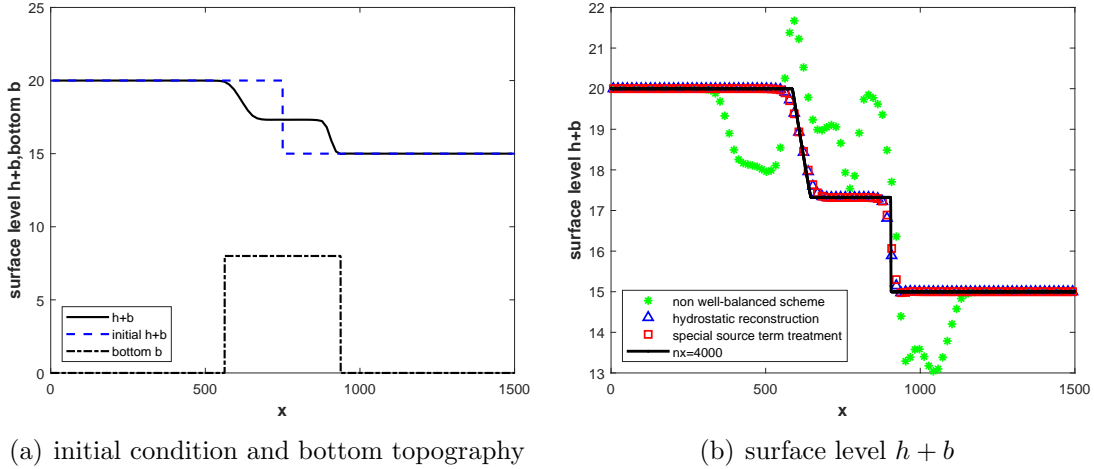 25
20
15
10
5
0
surface level h+b,bottom b
h+b
initial h+b
bottom b
0
500
1000
1500
x
(a) initial condition and bottom topography
22
21
20
19
18
17
16
15
14
13
surface level h+b
non well-balanced scheme
hydrostatic reconstruction
special source term treatment
nx=4000
0
500
1000
1500
x
(b) surface level h + b